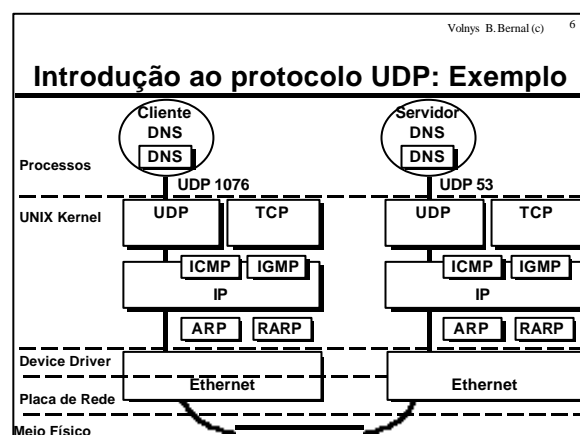 Volnys B. Bernal (c) 6
Introdução ao protocolo UDP: Exemplo
Cliente
DNS
DNS
Servidor
DNS
DNS
Processos
UDP 1076
UDP 53
UNIX Kernel
UDP
TCP
UDP
TCP
ICMP
IGMP
ICMP
IGMP
IP
IP
ARP
RARP
ARP
RARP
Device Driver
Ethernet
Ethernet
Placa de Rede
Meio Físico